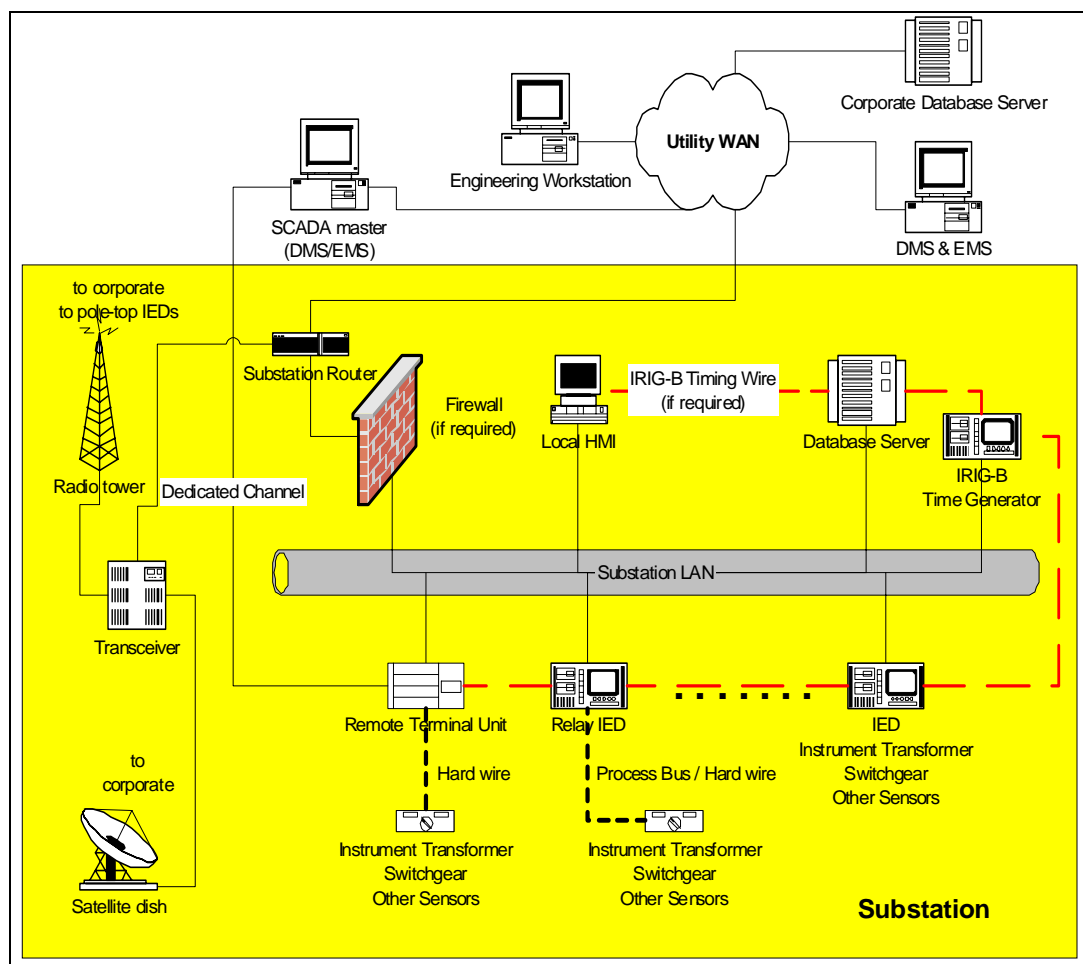 Corporate Database Server
Utility WAN
Engineering Workstation
SCADA master
(DMS/EMS)
DMS & EMS
to corporate
to pole-top IEDs
Substation Router
Firewall
(if required)
IRIG-B Timing Wire
(if required)
Local HMI
Database Server
IRIG-B
Time Generator
Radio tower
Dedicated Channel
Substation LAN
Transceiver
Remote Terminal Unit
Relay IED
IED
Instrument Transformer
Switchgear
Other Sensors
Hard wire
Process Bus / Hard wire
to
corporate
Instrument Transformer
Switchgear
Other Sensors
Instrument Transformer
Switchgear
Other Sensors
Satellite dish
Substation